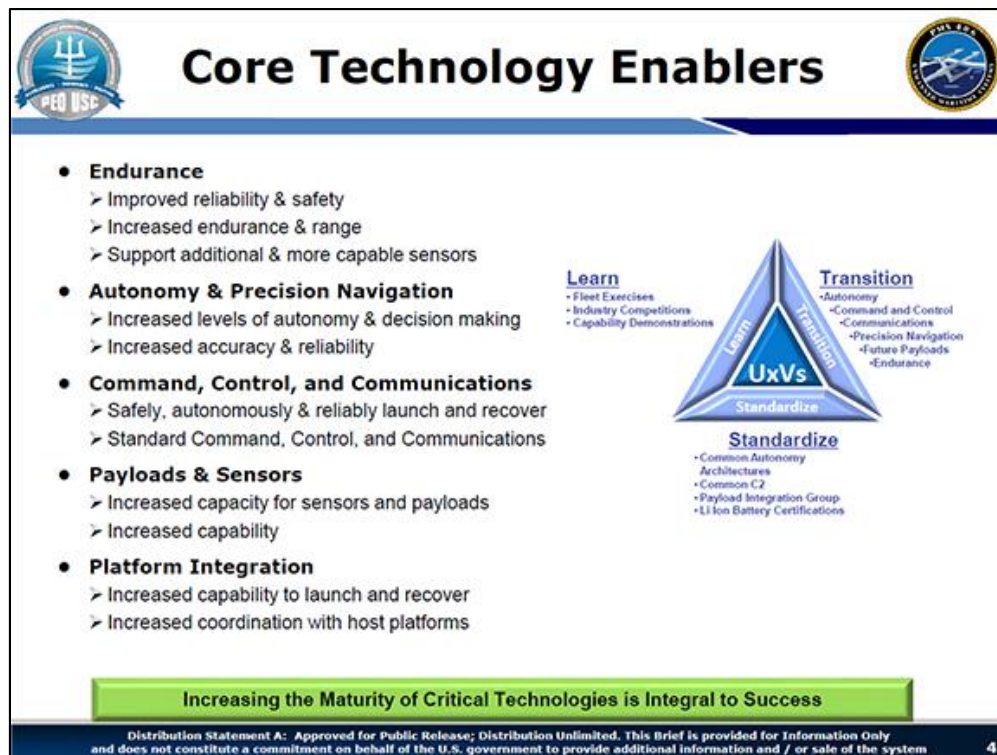 Core Technology Enablers
PEO USC
PMS 406
UNMANNED MARITIME SYSTEMS
● Endurance
➢ Improved reliability & safety
➢ Increased endurance & range
➢ Support additional & more capable sensors
● Autonomy & Precision Navigation
➢ Increased levels of autonomy & decision making
➢ Increased accuracy & reliability
● Command, Control, and Communications
➢ Safely, autonomously & reliably launch and recover
➢ Standard Command, Control, and Communications
● Payloads & Sensors
➢ Increased capacity for sensors and payloads
➢ Increased capability
● Platform Integration
➢ Increased capability to launch and recover
➢ Increased coordination with host platforms
Learn
• Fleet Exercises
• Industry Competitions
• Capability Demonstrations
Learn
Transition
UxVs
Standardize
Transition
•Autonomy
•Command and Control
•Communications
•Precision Navigation
•Future Payloads
•Endurance
Standardize
•Common Autonomy
Architectures
•Common C2
•Payload Integration Group
•Li Ion Battery Certifications
Increasing the Maturity of Critical Technologies is Integral to Success
Distribution Statement A: Approved for Public Release; Distribution Unlimited. This Brief is provided for Information Only
and does not constitute a commitment on behalf of the U.S. government to provide additional information and / or sale of the system
4